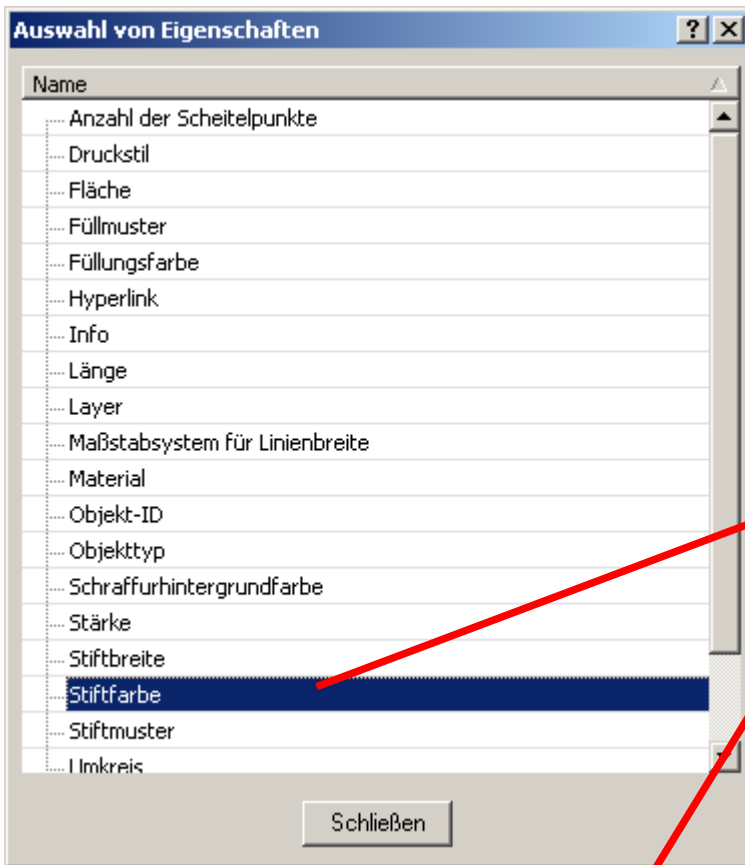 Auswahl von Eigenschaften
Name
Anzahl der Scheitelpunkte
Druckstil
Fläche
Füllmuster
Füllungsfarbe
Hyperlink
Info
Länge
Layer
Maßstabsystem für Linienbreite
Material
Objekt-ID
Objekttyp
Schraffurhintergrundfarbe
Stärke
Stiftbreite
Stiftfarbe
Stiftmuster
Umkreis
Schließen